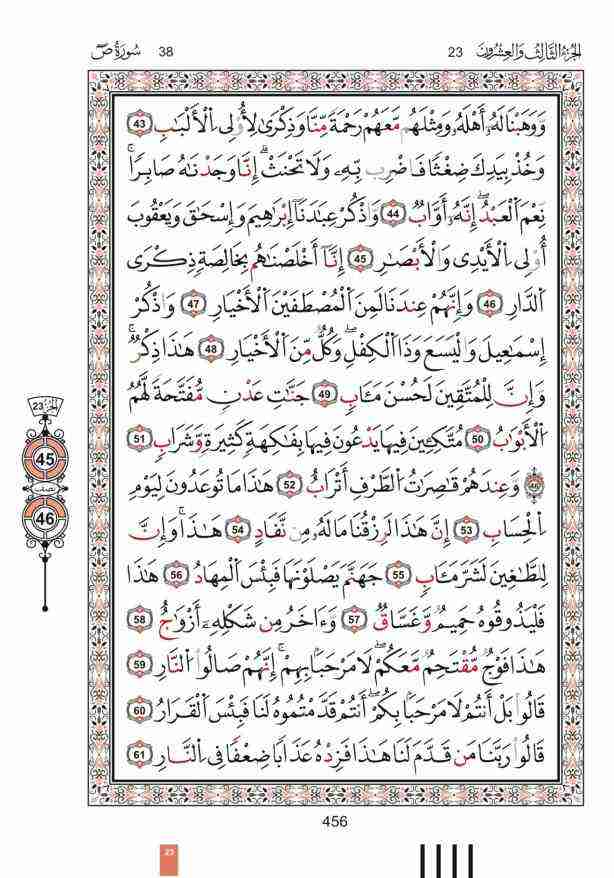 سُورَةُ صٓ 38
23 الجُزءُ الثَّالِثُ وَالعِشرُونَ
وَوَهَبْنَا لَهُۥٓ أَهْلَهُۥ وَمِثْلَهُم مَّعَهُمْ رَحْمَةً مِّنَّا وَذِكْرَىٰ لِأُوْلِى ٱلْأَلْبَٰبِ 43
وَخُذْ بِيَدِكَ ضِغْثًا فَٱضْرِب بِّهِۦ وَلَا تَحْنَثْ ۗ إِنَّا وَجَدْنَٰهُ صَابِرًا ۚ
نِعْمَ ٱلْعَبْدُ ۖ إِنَّهُۥٓ أَوَّابٌ 44 وَٱذْكُرْ عِبَٰدَنَآ إِبْرَٰهِيمَ وَإِسْحَٰقَ وَيَعْقُوبَ
أُوْلِى ٱلْأَيْدِى وَٱلْأَبْصَٰرِ 45 إِنَّآ أَخْلَصْنَٰهُم بِخَالِصَةٍ ذِكْرَى
ٱلدَّارِ 46 وَإِنَّهُمْ عِندَنَا لَمِنَ ٱلْمُصْطَفَيْنَ ٱلْأَخْيَارِ 47 وَٱذْكُرْ
إِسْمَٰعِيلَ وَٱلْيَسَعَ وَذَا ٱلْكِفْلِ ۖ وَكُلٌّ مِّنَ ٱلْأَخْيَارِ 48 هَٰذَا ذِكْرٌ ۚ
وَإِنَّ لِلْمُتَّقِينَ لَحُسْنَ مَـَٔابٍ 49 جَنَّٰتِ عَدْنٍ مُّفَتَّحَةً لَّهُمُ
ٱلْأَبْوَٰبُ 50 مُتَّكِـِٔينَ فِيهَا يَدْعُونَ فِيهَا بِفَٰكِهَةٍ كَثِيرَةٍ وَشَرَابٍ 51
46 وَعِندَهُمْ قَٰصِرَٰتُ ٱلطَّرْفِ أَتْرَابٌ 52 هَٰذَا مَا تُوعَدُونَ لِيَوْمِ
ٱلْحِسَابِ 53 إِنَّ هَٰذَا لَرِزْقُنَا مَا لَهُۥ مِن نَّفَادٍ 54 هَٰذَا ۚ وَإِنَّ
لِلطَّٰغِينَ لَشَرَّ مَـَٔابٍ 55 جَهَنَّمَ يَصْلَوْنَهَا فَبِئْسَ ٱلْمِهَادُ 56 هَٰذَا
فَلْيَذُوقُوهُ حَمِيمٌ وَغَسَّاقٌ 57 وَءَاخَرُ مِن شَكْلِهِۦٓ أَزْوَٰجٌ 58
هَٰذَا فَوْجٌ مُّقْتَحِمٌ مَّعَكُمْ ۖ لَا مَرْحَبًۢا بِهِمْ ۚ إِنَّهُمْ صَالُوا۟ ٱلنَّارِ 59
قَالُوا۟ بَلْ أَنتُمْ لَا مَرْحَبًۢا بِكُمْ ۖ أَنتُمْ قَدَّمْتُمُوهُ لَنَا ۖ فَبِئْسَ ٱلْقَرَارُ 60
قَالُوا۟ رَبَّنَا مَن قَدَّمَ لَنَا هَٰذَا فَزِدْهُ عَذَابًا ضِعْفًا فِى ٱلنَّارِ 61
الجزء 23
45
نصف
46
456
23